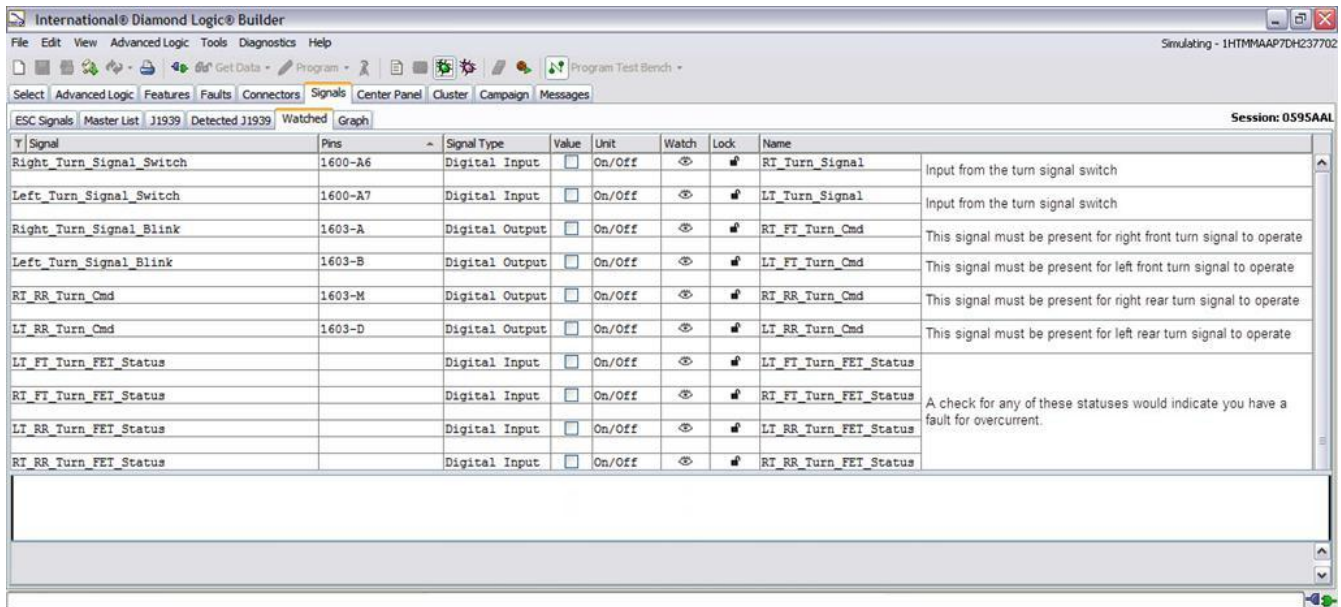 International® Diamond Logic® Builder
File Edit View Advanced Logic Tools Diagnostics Help
Simulating - 1HTMMAAP7DH237702
Get Data Program Program Test Bench
Select Advanced Logic Features Faults Connectors Signals Center Panel Cluster Campaign Messages
ESC Signals Master List J1939 Detected J1939 Watched Graph
Session: 0595AAL
Signal Pins Signal Type Value Unit Watch Lock Name
Right_Turn_Signal_Switch 1600-A6 Digital Input On/Off RT_Turn_Signal Input from the turn signal switch
Left_Turn_Signal_Switch 1600-A7 Digital Input On/Off LT_Turn_Signal Input from the turn signal switch
Right_Turn_Signal_Blink 1603-A Digital Output On/Off RT_FT_Turn_Cmd This signal must be present for right front turn signal to operate
Left_Turn_Signal_Blink 1603-B Digital Output On/Off LT_FT_Turn_Cmd This signal must be present for left front turn signal to operate
RT_RR_Turn_Cmd 1603-M Digital Output On/Off RT_RR_Turn_Cmd This signal must be present for right rear turn signal to operate
LT_RR_Turn_Cmd 1603-D Digital Output On/Off LT_RR_Turn_Cmd This signal must be present for left rear turn signal to operate
LT_FT_Turn_FET_Status Digital Input On/Off LT_FT_Turn_FET_Status
RT_FT_Turn_FET_Status Digital Input On/Off RT_FT_Turn_FET_Status
A check for any of these statuses would indicate you have a
fault for overcurrent.
LT_RR_Turn_FET_Status Digital Input On/Off LT_RR_Turn_FET_Status
RT_RR_Turn_FET_Status Digital Input On/Off RT_RR_Turn_FET_Status